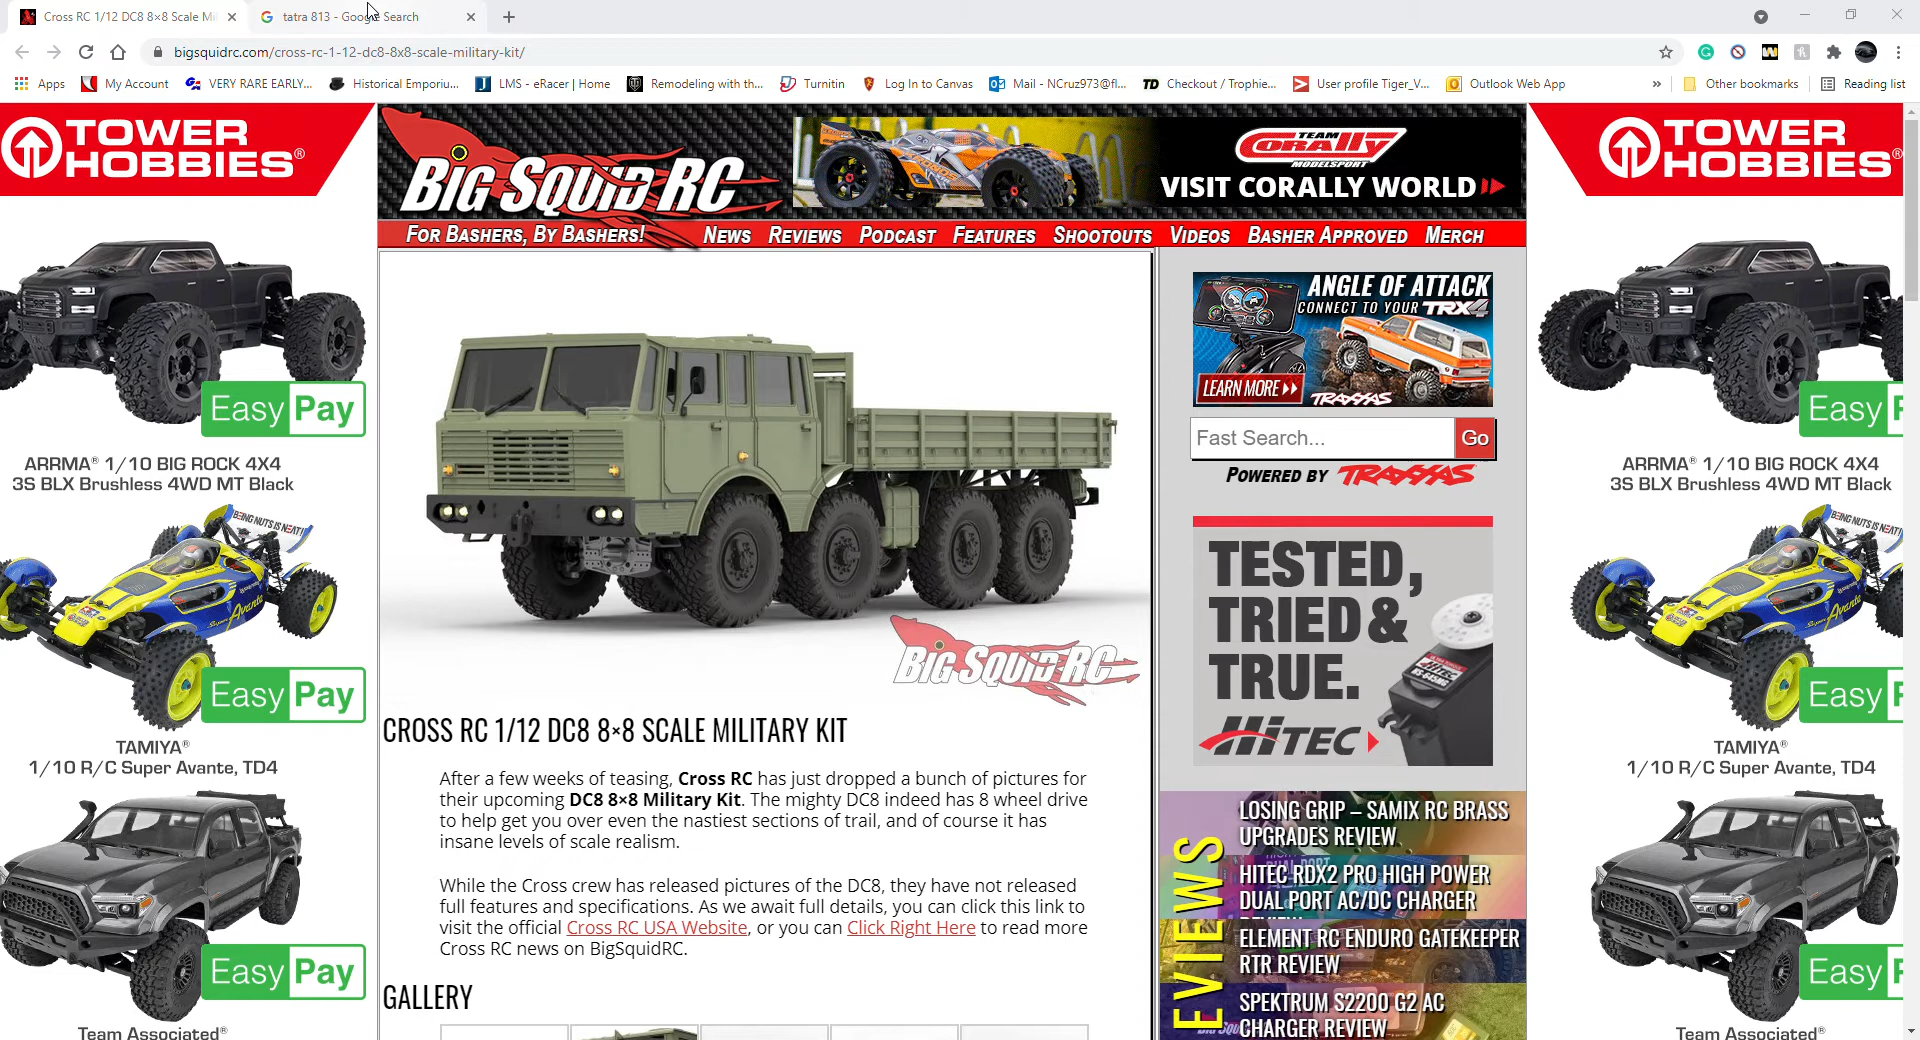 Cross RC 1/12 DC8 8×8 Scale Mi
tatra 813 - Google Search
bigsquidrc.com/cross-rc-1-12-dc8-8x8-scale-military-kit/
Apps
My Account
VERY RARE EARLY...
Historical Emporiu...
LMS - eRacer | Home
Remodeling with th...
Turnitin
Log In to Canvas
Mail - NCruz973@fl...
Checkout / Trophie...
User profile Tiger_V...
Outlook Web App
»
Other bookmarks
Reading list
TOWER
HOBBIES®
Easy Pay
ARRMA® 1/10 BIG ROCK 4X4
3S BLX Brushless 4WD MT Black
BEING NUTS IS NEAT!
Avante
Easy Pay
TAMIYA®
1/10 R/C Super Avante, TD4
Easy Pay
Team Associated®
BIG SQUID RC
FOR BASHERS, BY BASHERS!
TEAM
CORALLY
MODELSPORT
VISIT CORALLY WORLD
NEWS REVIEWS PODCAST FEATURES SHOOTOUTS VIDEOS BASHER APPROVED MERCH
BIG SQUID RC
CROSS RC 1/12 DC8 8×8 SCALE MILITARY KIT
After a few weeks of teasing, Cross RC has just dropped a bunch of pictures for
their upcoming DC8 8×8 Military Kit. The mighty DC8 indeed has 8 wheel drive
to help get you over even the nastiest sections of trail, and of course it has
insane levels of scale realism.
While the Cross crew has released pictures of the DC8, they have not released
full features and specifications. As we await full details, you can click this link to
visit the official Cross RC USA Website, or you can Click Right Here to read more
Cross RC news on BigSquidRC.
GALLERY
ANGLE OF ATTACK
CONNECT TO YOUR TRX4
LEARN MORE
TRAXXAS
Fast Search...
Go
POWERED BY TRAXXAS
TESTED,
TRIED &
TRUE.
HITEC
REVIEWS
LOSING GRIP – SAMIX RC BRASS
UPGRADES REVIEW
HITEC RDX2 PRO HIGH POWER
DUAL PORT AC/DC CHARGER
REVIEW
ELEMENT RC ENDURO GATEKEEPER
RTR REVIEW
SPEKTRUM S2200 G2 AC
CHARGER REVIEW
TOWER
HOBBIES®
Easy P
ARRMA® 1/10 BIG ROCK 4X4
3S BLX Brushless 4WD MT Black
BEING NUTS IS NEAT!
Avante
Easy P
TAMIYA®
1/10 R/C Super Avante, TD4
Easy P
Team Associated®